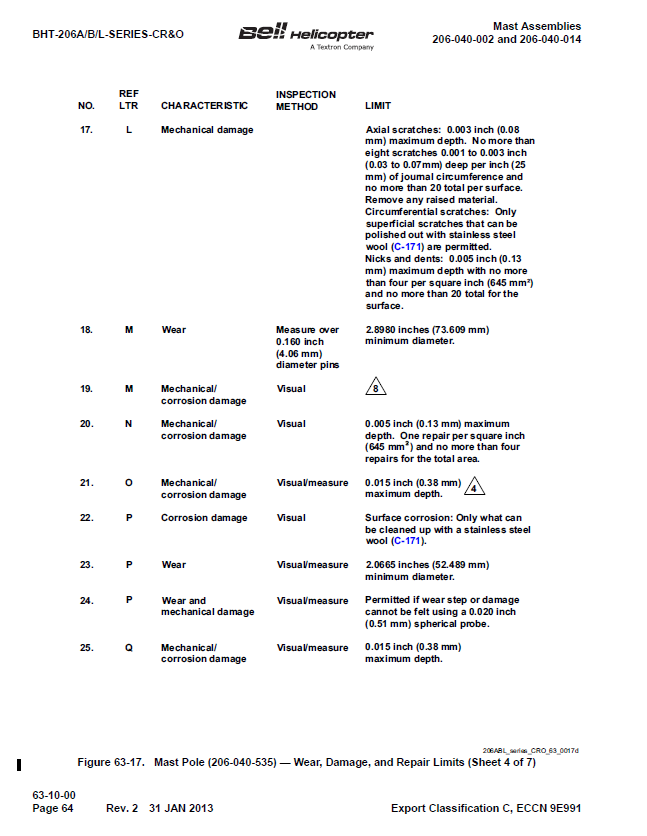 BHT-206A/B/L-SERIES-CR&O
Bell Helicopter
A Textron Company
Mast Assemblies
206-040-002 and 206-040-014
NO. REF LTR CHARACTERISTIC INSPECTION METHOD LIMIT
17. L Mechanical damage Axial scratches: 0.003 inch (0.08
mm) maximum depth. No more than
eight scratches 0.001 to 0.003 inch
(0.03 to 0.07mm) deep per inch (25
mm) of journal circumference and
no more than 20 total per surface.
Remove any raised material.
Circumferential scratches: Only
superficial scratches that can be
polished out with stainless steel
wool (C-171) are permitted.
Nicks and dents: 0.005 inch (0.13
mm) maximum depth with no more
than four per square inch (645 mm²)
and no more than 20 total for the
surface.
18. M Wear Measure over 2.8980 inches (73.609 mm)
0.160 inch minimum diameter.
(4.06 mm)
diameter pins
19. M Mechanical/ Visual 8
corrosion damage
20. N Mechanical/ Visual 0.005 inch (0.13 mm) maximum
corrosion damage depth. One repair per square inch
(645 mm²) and no more than four
repairs for the total area.
21. O Mechanical/ Visual/measure 0.015 inch (0.38 mm) 4
corrosion damage maximum depth.
22. P Corrosion damage Visual Surface corrosion: Only what can
be cleaned up with a stainless steel
wool (C-171).
23. P Wear Visual/measure 2.0665 inches (52.489 mm)
minimum diameter.
24. P Wear and Visual/measure Permitted if wear step or damage
mechanical damage cannot be felt using a 0.020 inch
(0.51 mm) spherical probe.
25. Q Mechanical/ Visual/measure 0.015 inch (0.38 mm)
corrosion damage maximum depth.
206ABL_series_CRO_63_0017d
Figure 63-17. Mast Pole (206-040-535) — Wear, Damage, and Repair Limits (Sheet 4 of 7)
63-10-00
Page 64 Rev. 2 31 JAN 2013 Export Classification C, ECCN 9E991